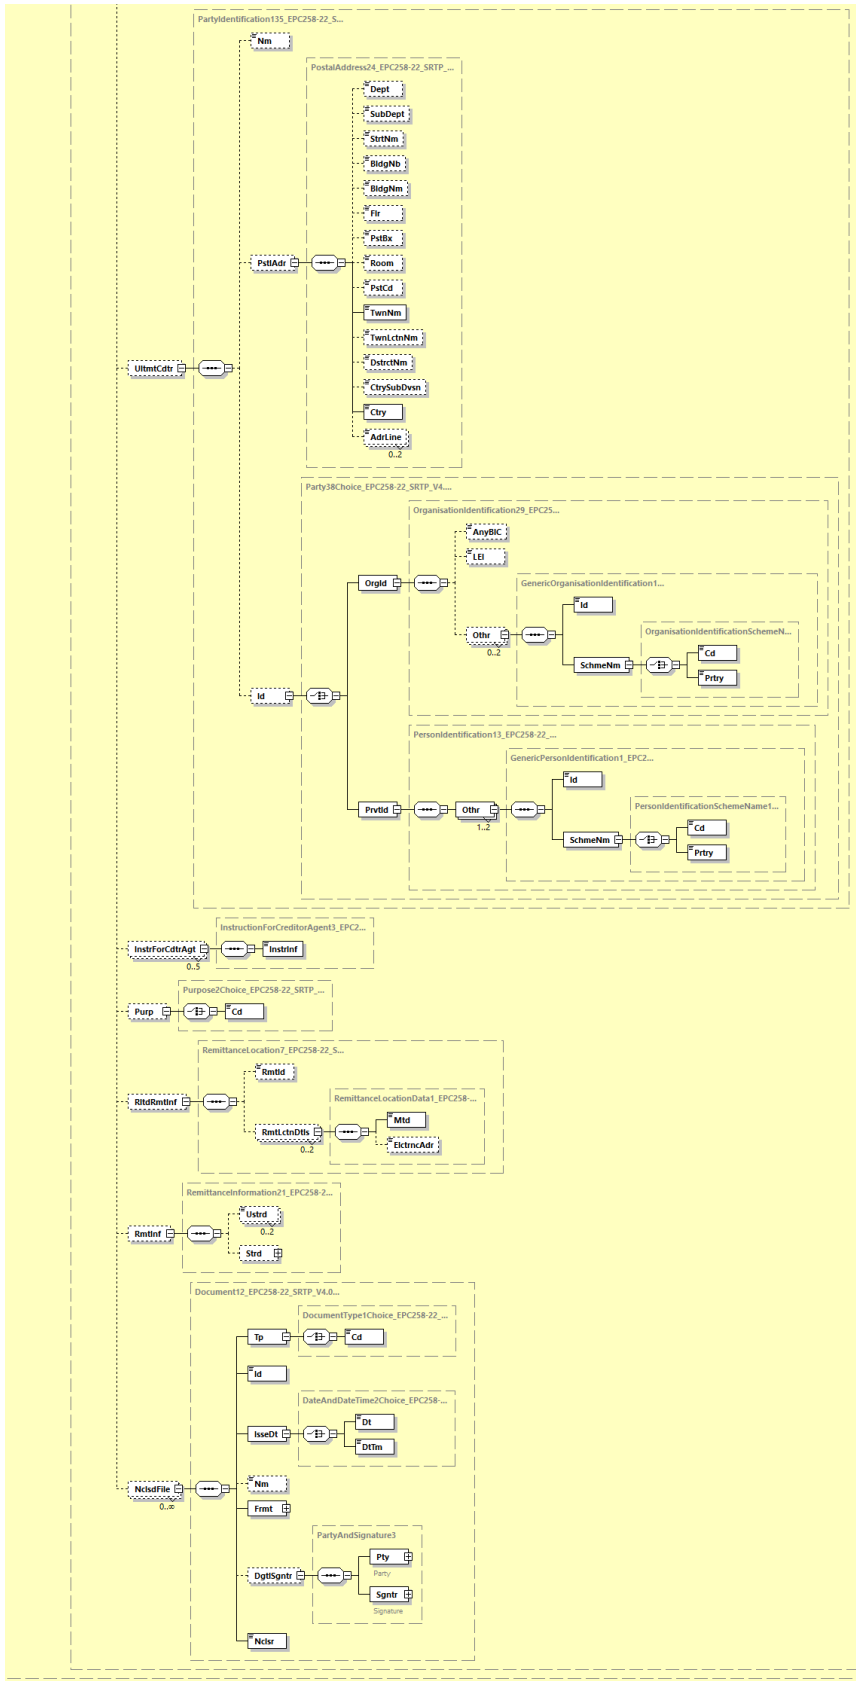 PartyIdentification135_EPC258-22_S...
Nm
PostalAddress24_EPC258-22_SRTP_...
Dept
SubDept
StrtNm
BldgNb
BldgNm
Flr
PstBx
PstlAdr
Room
PstCd
TwnNm
TwnLctnNm
DstrctNm
UltmtCdtr
CtrySubDvsn
Ctry
AdrLine
0..2
Party38Choice_EPC258-22_SRTP_V4....
OrganisationIdentification29_EPC25...
AnyBIC
LEI
OrgId
GenericOrganisationIdentification1...
Id
OrganisationIdentificationSchemeN...
Othr
0..2
Cd
SchmeNm
Prtry
Id
PersonIdentification13_EPC258-22_...
GenericPersonIdentification1_EPC2...
Id
PersonIdentificationSchemeName1...
PrvtId
Othr
1..2
Cd
SchmeNm
Prtry
InstructionForCreditorAgent3_EPC2...
InstrForCdtrAgt
InstrInf
0..5
Purpose2Choice_EPC258-22_SRTP_...
Purp
Cd
RemittanceLocation7_EPC258-22_S...
RmtId
RltdRmtInf
RemittanceLocationData1_EPC258-...
Mtd
RmtLctnDtls
ElctrncAdr
0..2
RemittanceInformation21_EPC258-2...
Ustrd
0..2
RmtInf
Strd
Document12_EPC258-22_SRTP_V4.0...
DocumentType1Choice_EPC258-22_...
Tp
Cd
Id
DateAndDateTime2Choice_EPC258-...
Dt
IsseDt
DtTm
NclsdFile
0..∞
Nm
Frmt
PartyAndSignature3
Pty
Party
DgtlSgntr
Sgntr
Signature
Nclsr